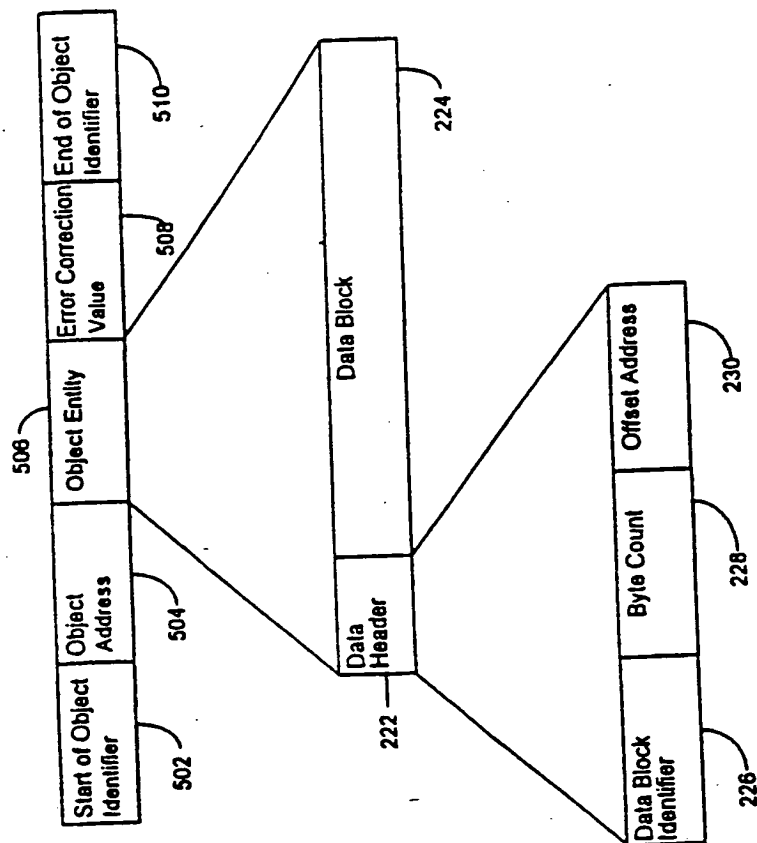 506
Start of Object
Identifier
Object
Address
Object Entity
Error Correction
Value
End of Object
Identifier
502
504
508
510
Data
Header
Data Block
222
224
Data Block
Identifier
Byte Count
Offset Address
226
228
230